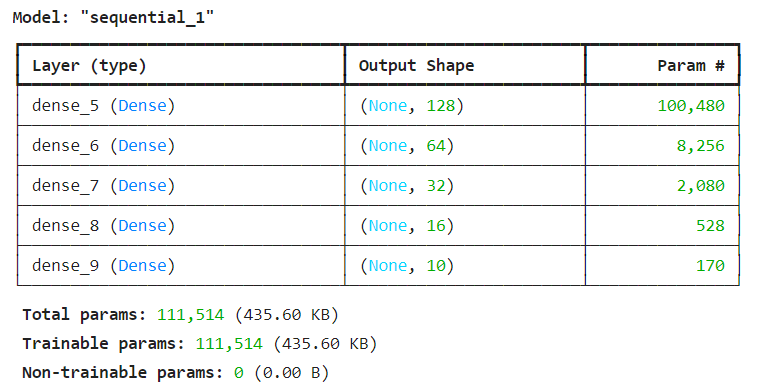 Model: "sequential_1"
Layer (type) Output Shape Param #
dense_5 (Dense) (None, 128) 100,480
dense_6 (Dense) (None, 64) 8,256
dense_7 (Dense) (None, 32) 2,080
dense_8 (Dense) (None, 16) 528
dense_9 (Dense) (None, 10) 170
Total params: 111,514 (435.60 KB)
Trainable params: 111,514 (435.60 KB)
Non-trainable params: 0 (0.00 B)